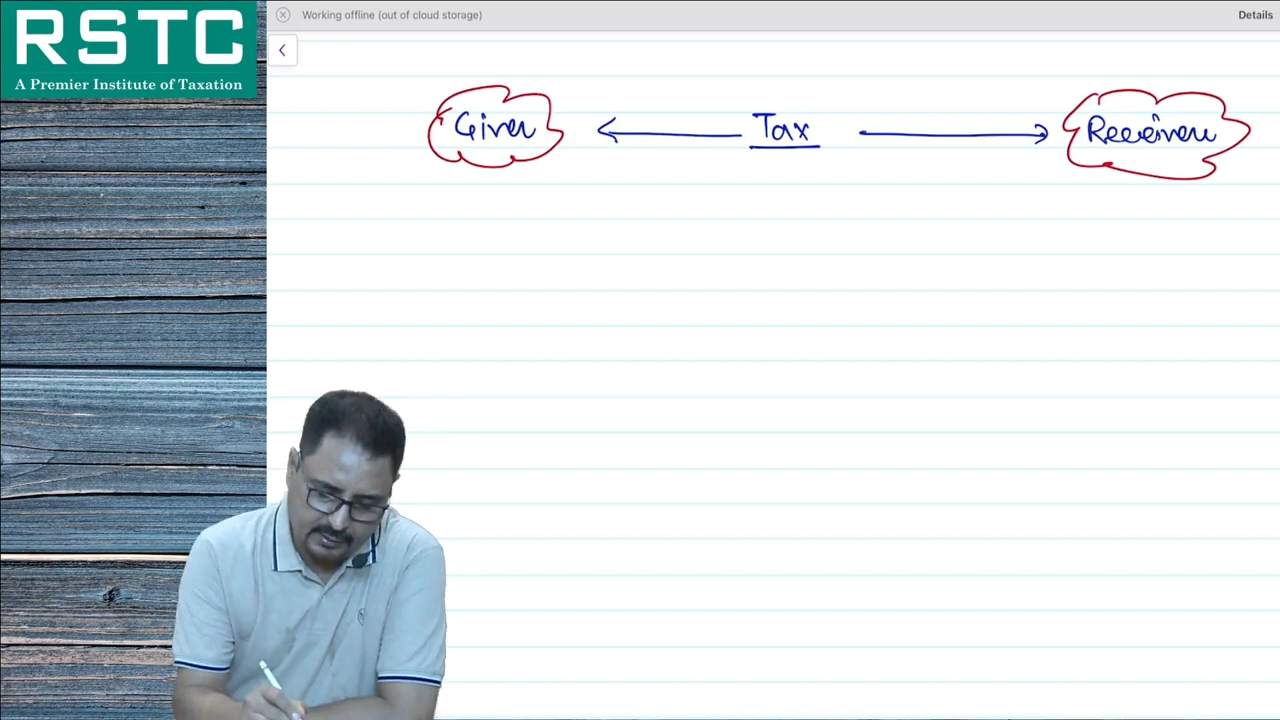 RSTC
A Premier Institute of Taxation
Working offline (out of cloud storage)
Details
Giver Tax Receiver